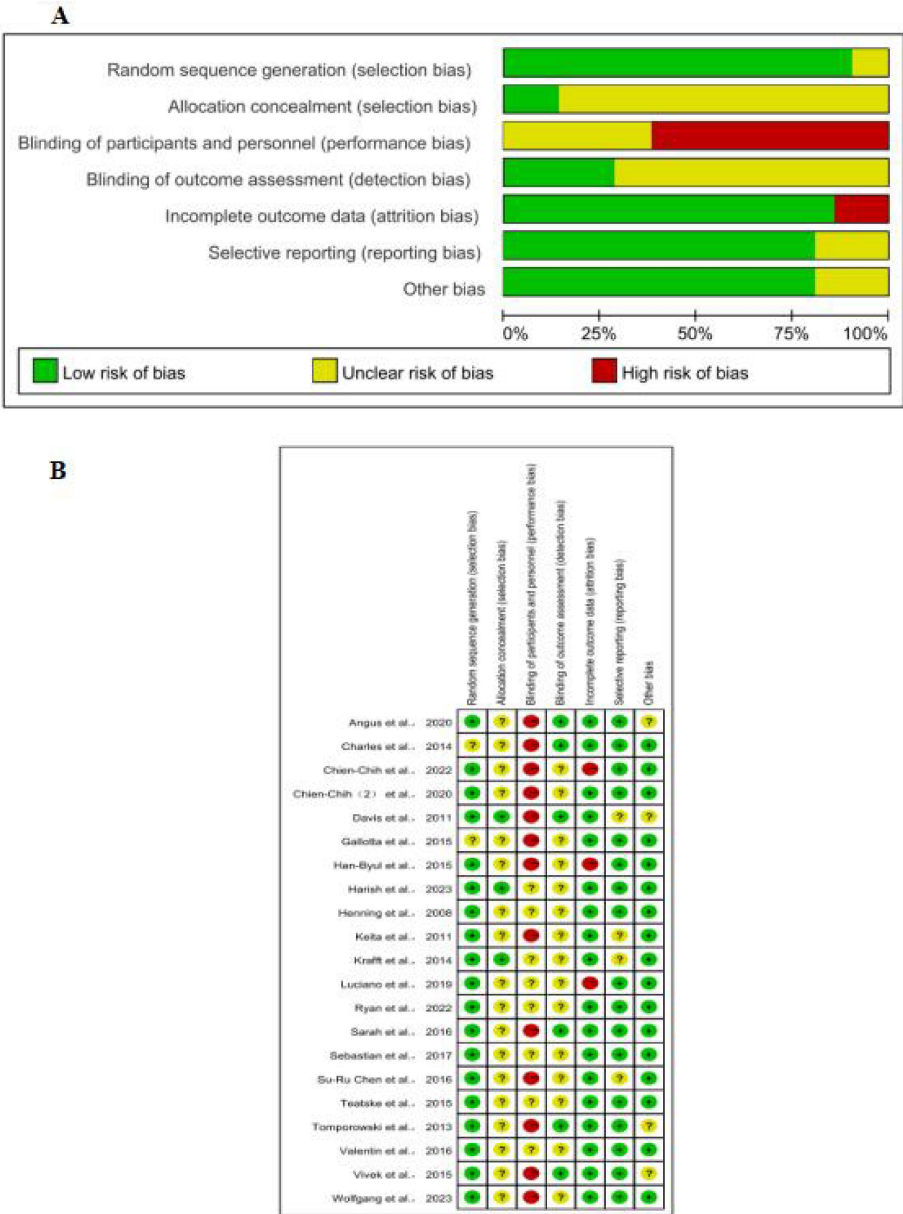 A
Random sequence generation (selection bias)
Allocation concealment (selection bias)
Blinding of participants and personnel (performance bias)
Blinding of outcome assessment (detection bias)
Incomplete outcome data (attrition bias)
Selective reporting (reporting bias)
Other bias
0% 25% 50% 75% 100%
Low risk of bias Unclear risk of bias High risk of bias
B
Random sequence generation (selection bias)
Allocation concealment (selection bias)
Blinding of participants and personnel (performance bias)
Blinding of outcome assessment (detection bias)
Incomplete outcome data (attrition bias)
Selective reporting (reporting bias)
Other bias
Angus et al.. 2020 + ? - + + + ?
Charles et al.. 2014 ? ? - + + + +
Chien-Chih et al.. 2022 + ? - ? - + +
Chien-Chih（2）et al.. 2020 + ? - ? + + +
Davis et al.. 2011 + + - + + ? ?
Gallotta et al.. 2015 ? ? - ? + + +
Han-Byul et al.. 2015 + ? - ? - + +
Harish et al.. 2023 + + ? ? + + +
Henning et al.. 2008 + ? ? ? + + +
Keita et al.. 2011 + ? - ? + ? +
Krafft et al.. 2014 + + ? ? + ? +
Luciano et al.. 2019 + ? ? ? - + +
Ryan et al.. 2022 + ? ? ? + + +
Sarah et al.. 2016 + ? - + + + +
Sebastian et al.. 2017 + ? ? ? + + +
Su-Ru Chen et al.. 2016 + ? - ? + ? +
Teatske et al.. 2015 + ? ? ? + + +
Tomporowski et al.. 2013 + ? - + + + ?
Valentin et al.. 2016 + ? ? ? + + +
Vivek et al.. 2015 + ? - + + + ?
Wolfgang et al.. 2023 + ? - ? + + +